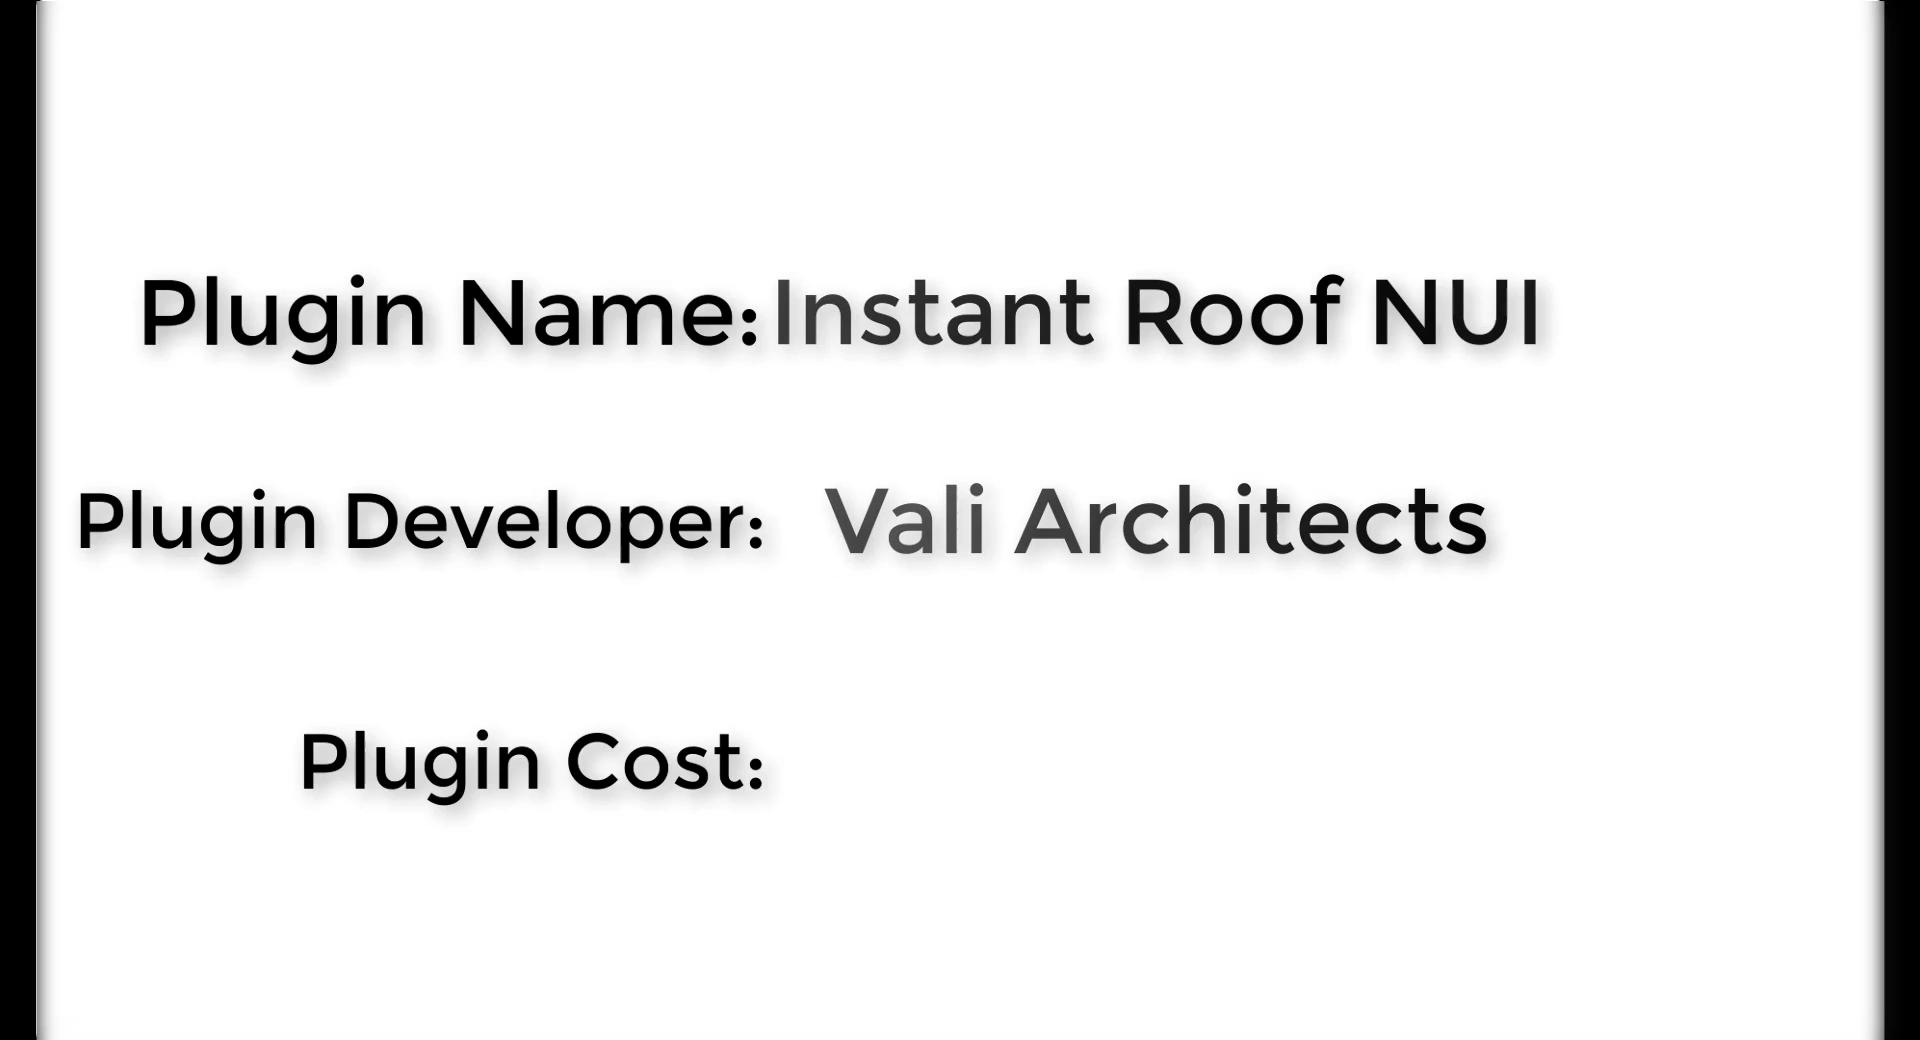 Plugin Name: Instant Roof NUI
Plugin Developer: Vali Architects
Plugin Cost: